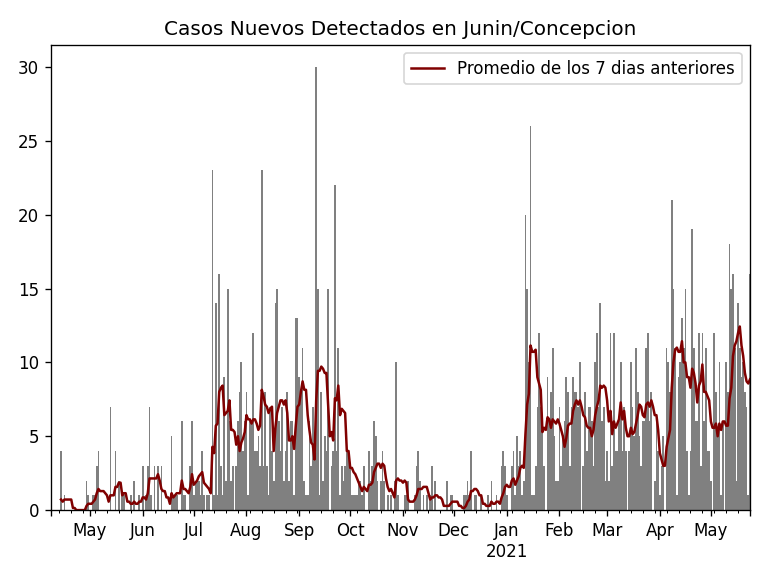 Casos Nuevos Detectados en Junin/Concepcion
Promedio de los 7 dias anteriores
30
25
20
15
10
5
0
May Jun Jul Aug Sep Oct Nov Dec Jan Feb Mar Apr May
2021